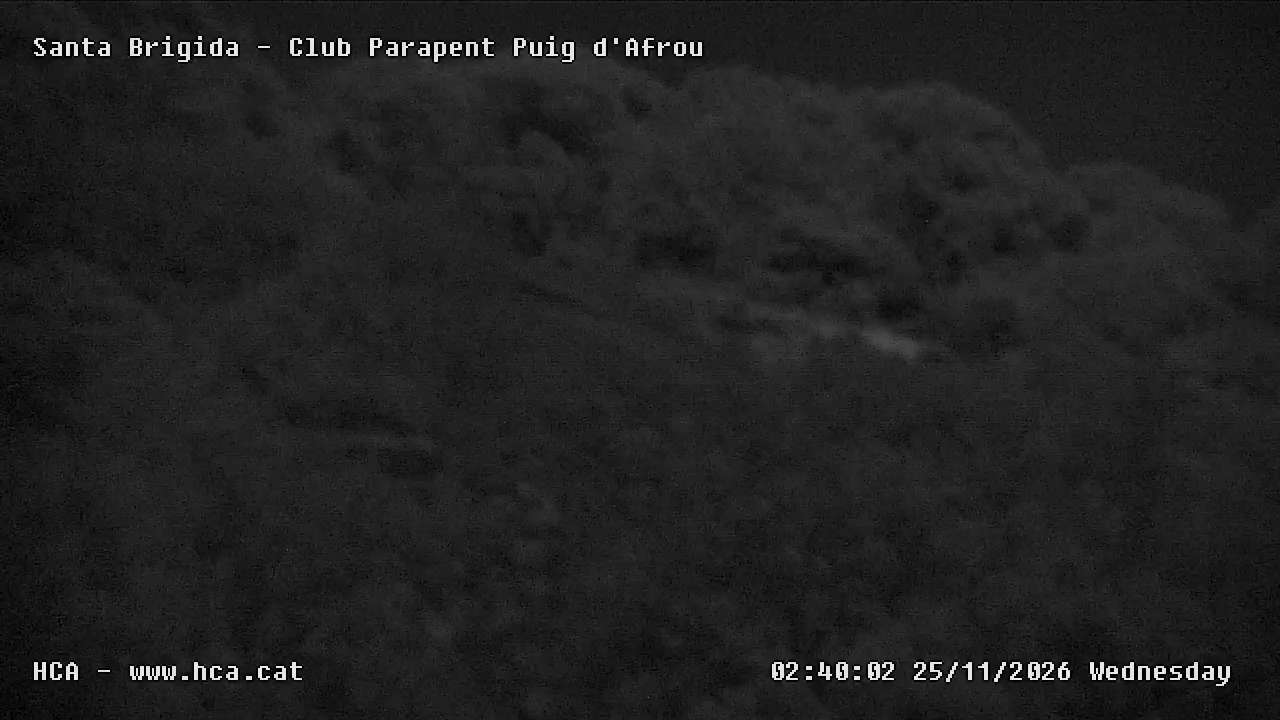 Santa Brigida - Club Parapent Puig d'Afrou
HCA - www.hca.cat
02:40:02 25/11/2026 Wednesday